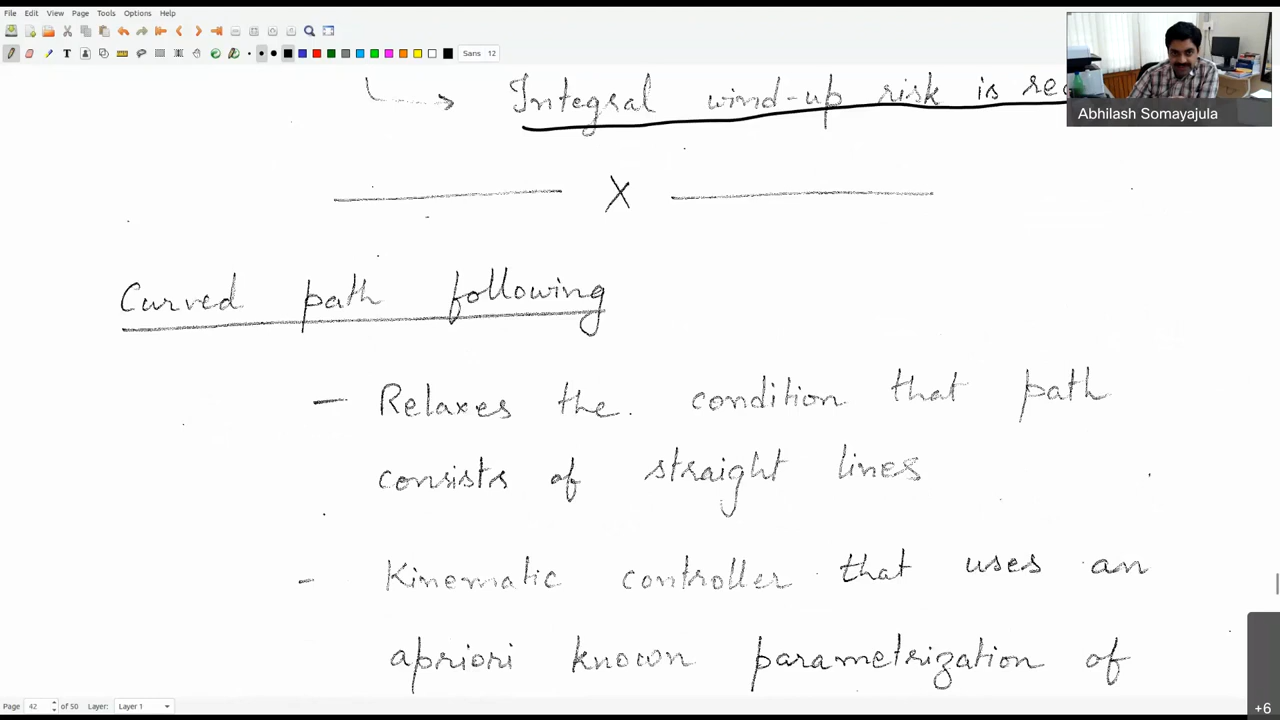 File Edit View Page Tools Options Help
Sans 12
Integral wind-up risk is
Abhilash Somayajula
X
Curved path following
- Relaxes the condition that path
consists of straight lines
- Kinematic controller that uses an
apriori known parametrization of
Page 42 of 50 Layer: Layer 1
+6